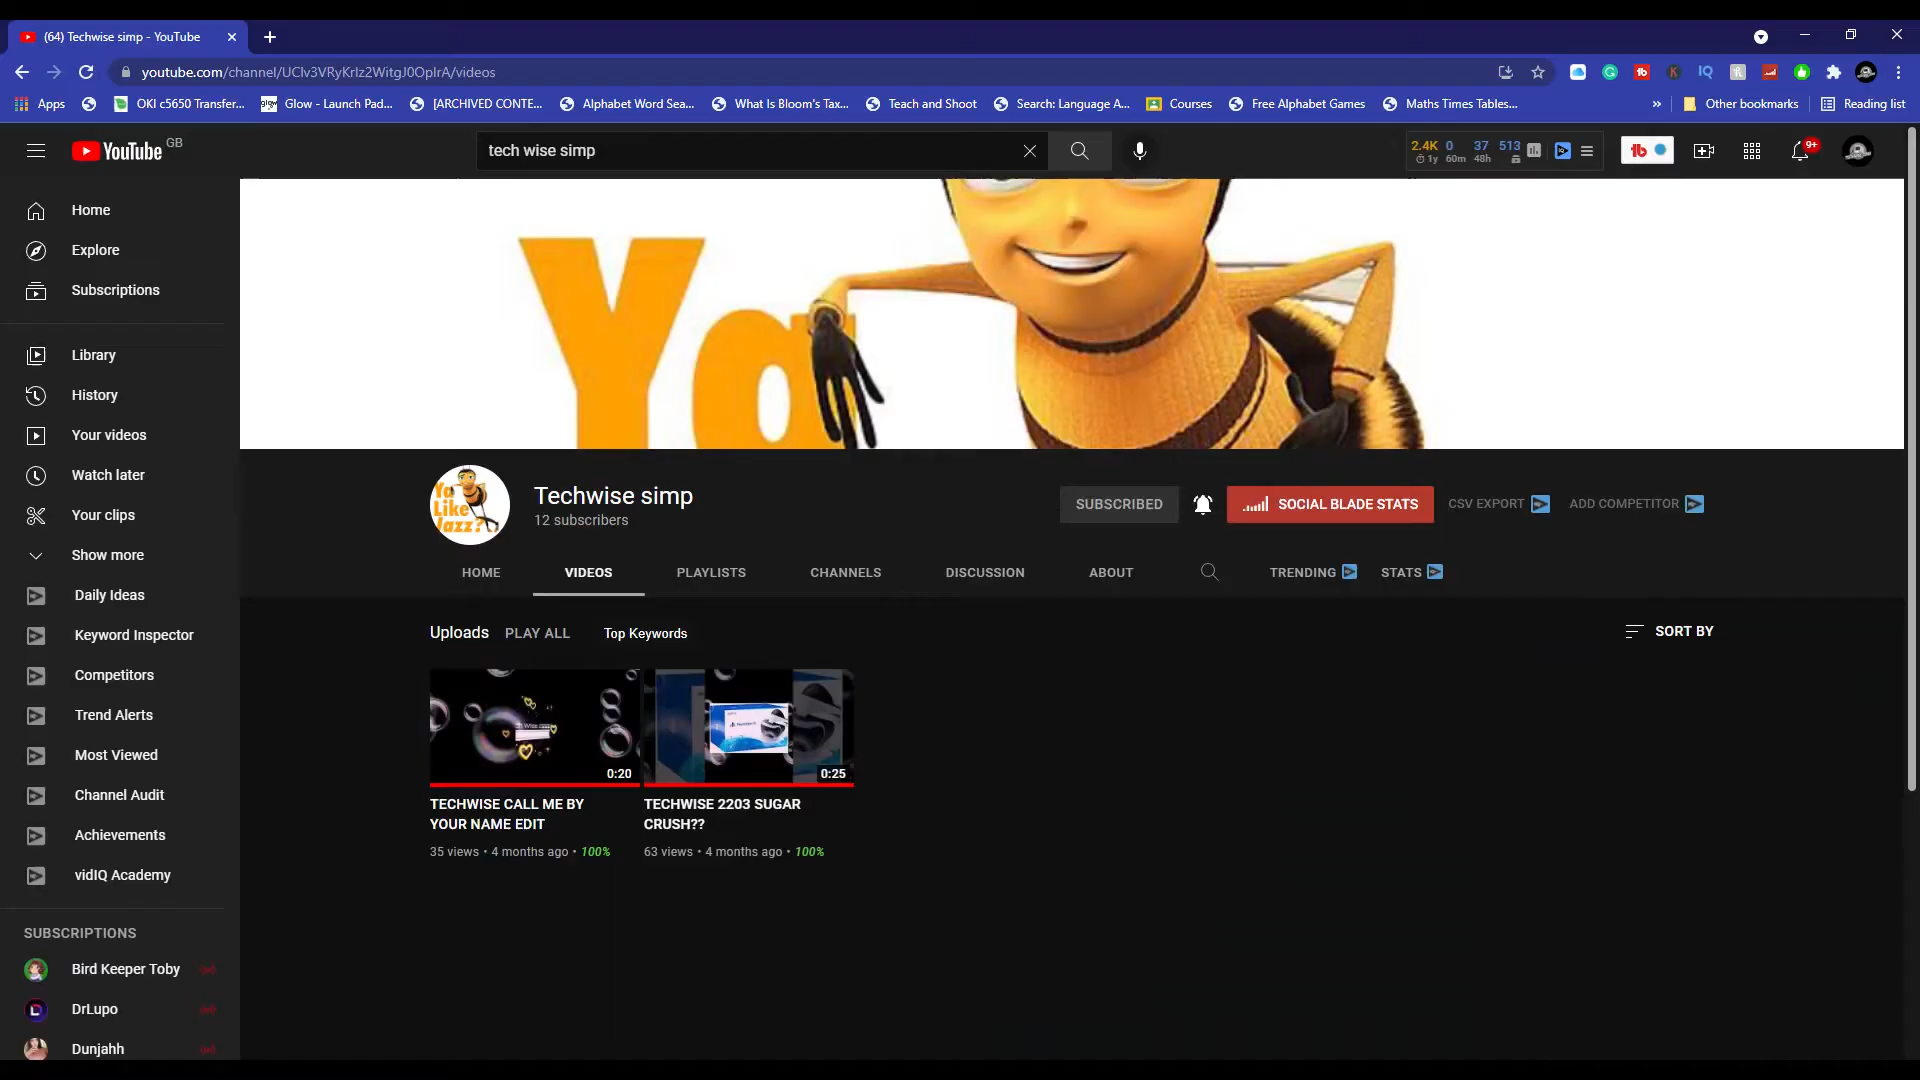 (64) Techwise simp - YouTube
youtube.com/channel/UClv3VRyKrIz2WitgJ0OpIrA/videos
Apps OKI c5650 Transfer... Glow - Launch Pad... [ARCHIVED CONTE... Alphabet Word Sea... What Is Bloom's Tax... Teach and Shoot Search: Language A... Courses Free Alphabet Games Maths Times Tables... » Other bookmarks Reading list
YouTube GB
tech wise simp
2.4K 0 37 513
1y 60m 48h
tb
9+
Home
Explore
Subscriptions
Library
History
Your videos
Watch later
Your clips
Show more
Daily Ideas
Keyword Inspector
Competitors
Trend Alerts
Most Viewed
Channel Audit
Achievements
vidIQ Academy
SUBSCRIPTIONS
Bird Keeper Toby
DrLupo
Dunjahh
Ya
Ya
Like
Jazz?
Techwise simp
12 subscribers
SUBSCRIBED
SOCIAL BLADE STATS
CSV EXPORT
ADD COMPETITOR
HOME VIDEOS PLAYLISTS CHANNELS DISCUSSION ABOUT TRENDING STATS
Uploads PLAY ALL Top Keywords
SORT BY
0:20
TECHWISE CALL ME BY
YOUR NAME EDIT
35 views • 4 months ago • 100%
0:25
TECHWISE 2203 SUGAR
CRUSH??
63 views • 4 months ago • 100%